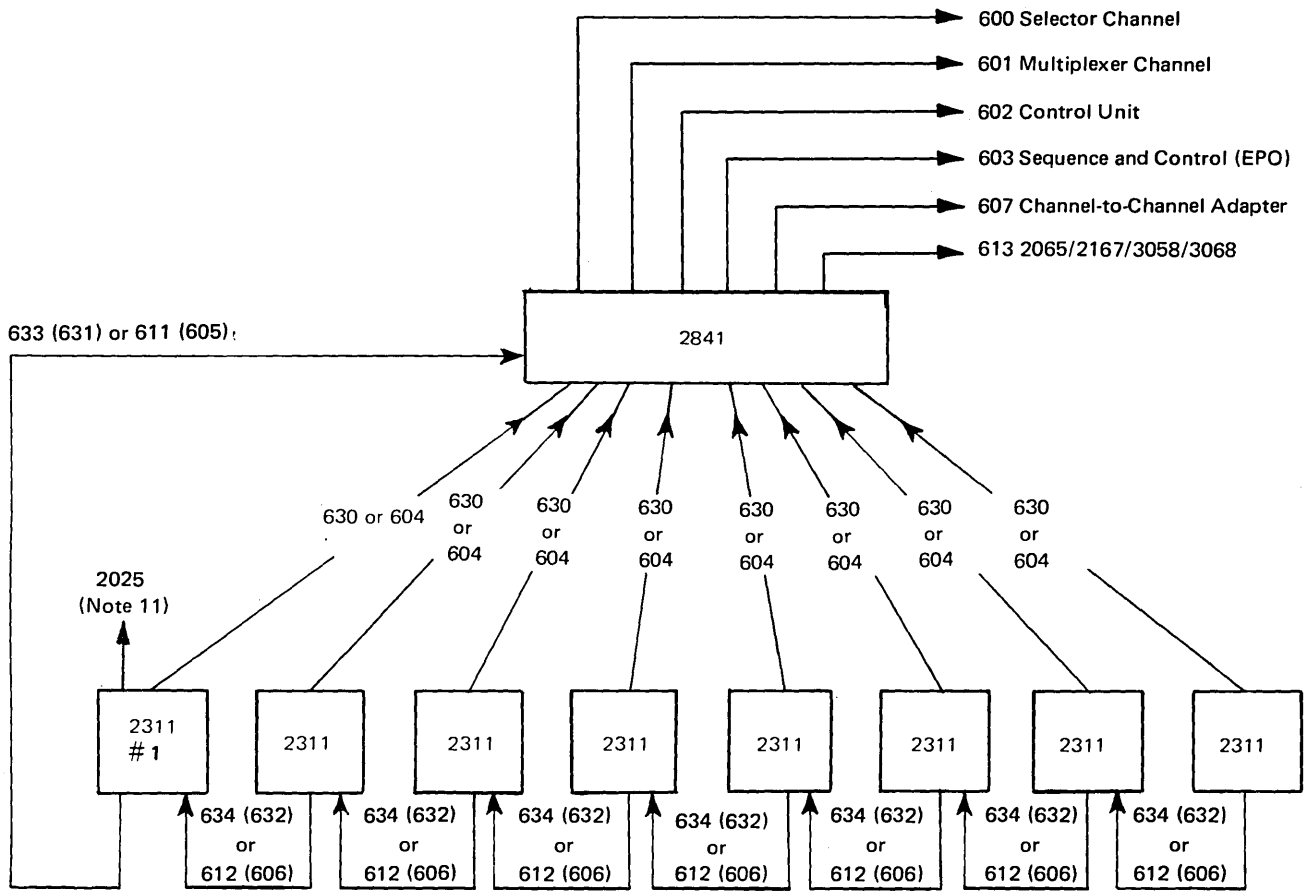 600 Selector Channel
601 Multiplexer Channel
602 Control Unit
603 Sequence and Control (EPO)
607 Channel-to-Channel Adapter
613 2065/2167/3058/3068
633 (631) or 611 (605)
2841
630 or 604
630
or
604
630
or
604
630
or
604
630
or
604
630
or
604
630
or
604
630
or
604
2025
(Note 11)
2311
#1
2311
2311
2311
2311
2311
2311
2311
634 (632)
or
612 (606)
634 (632)
or
612 (606)
634 (632)
or
612 (606)
634 (632)
or
612 (606)
634 (632)
or
612 (606)
634 (632)
or
612 (606)
634 (632)
or
612 (606)